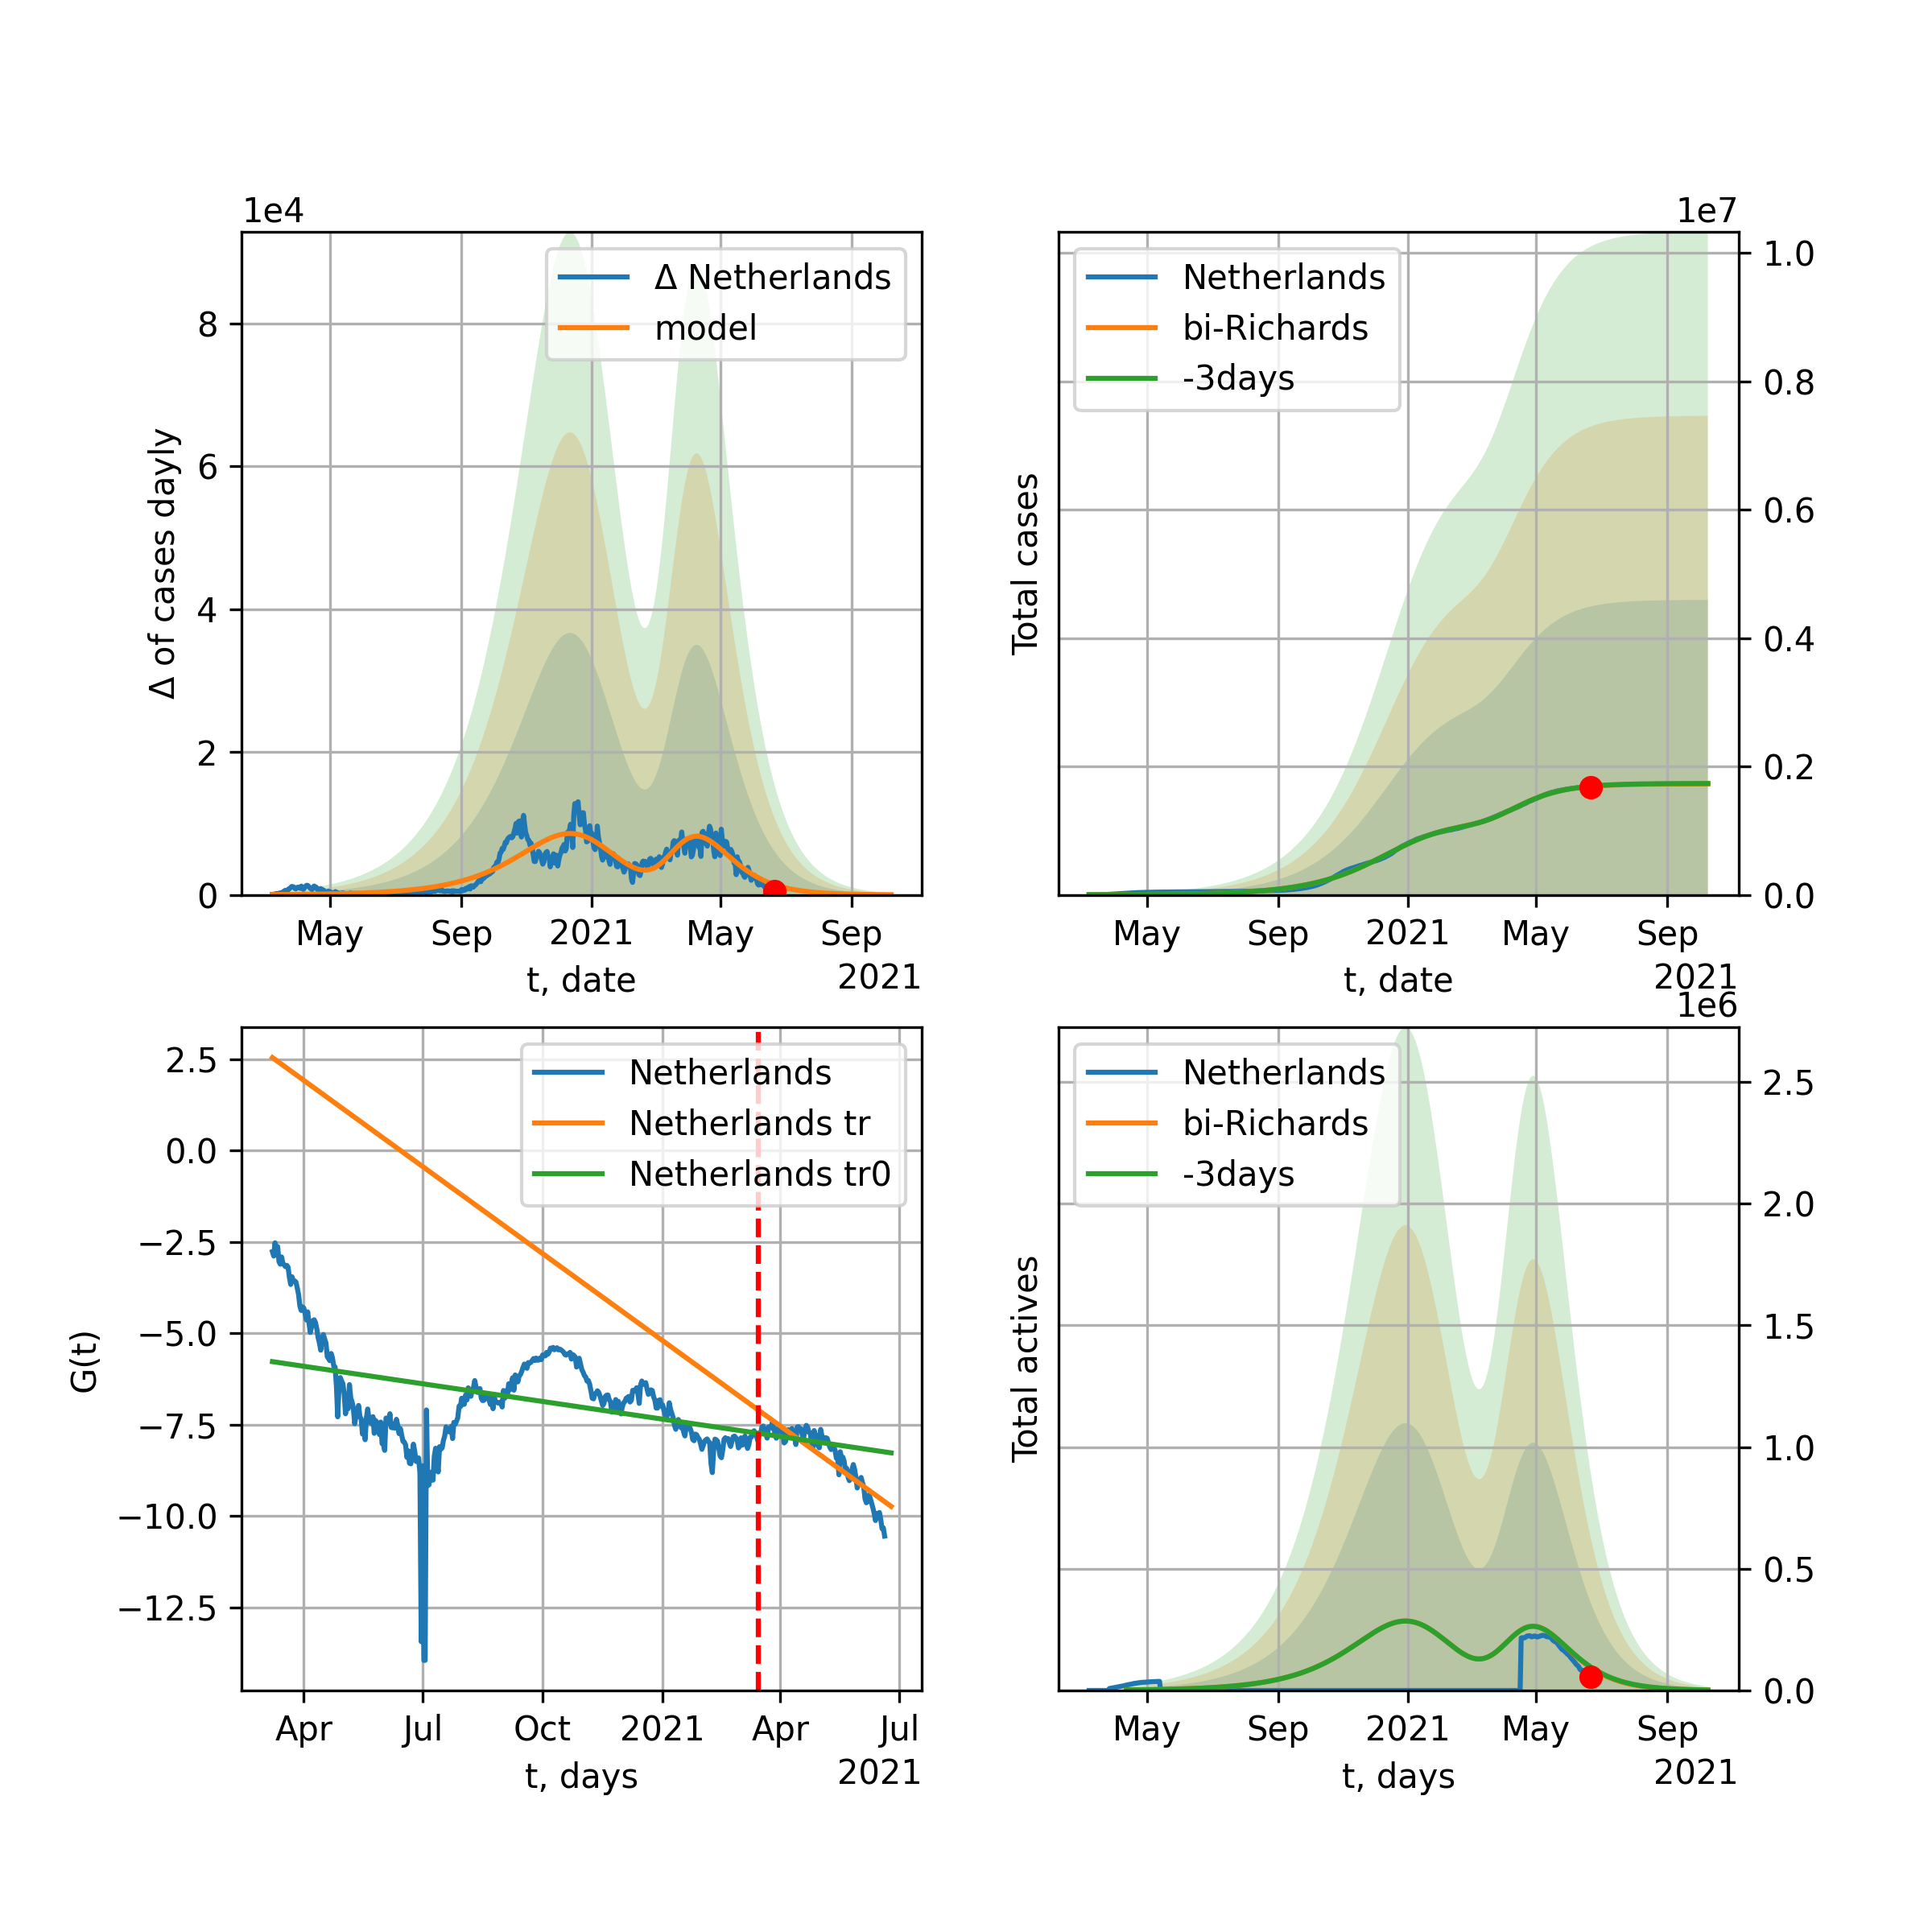 1e4
Δ of cases dayly
8
6
4
2
0
Δ Netherlands
model
May
Sep
2021
May
Sep
t, date
2021
1e7
Total cases
Netherlands
bi-Richards
-3days
1.0
0.8
0.6
0.4
0.2
0.0
May
Sep
2021
May
Sep
t, date
2021
G(t)
2.5
0.0
−2.5
−5.0
−7.5
−10.0
−12.5
Netherlands
Netherlands tr
Netherlands tr0
Apr
Jul
Oct
2021
Apr
Jul
t, days
2021
1e6
Total actives
Netherlands
bi-Richards
-3days
2.5
2.0
1.5
1.0
0.5
0.0
May
Sep
2021
May
Sep
t, days
2021